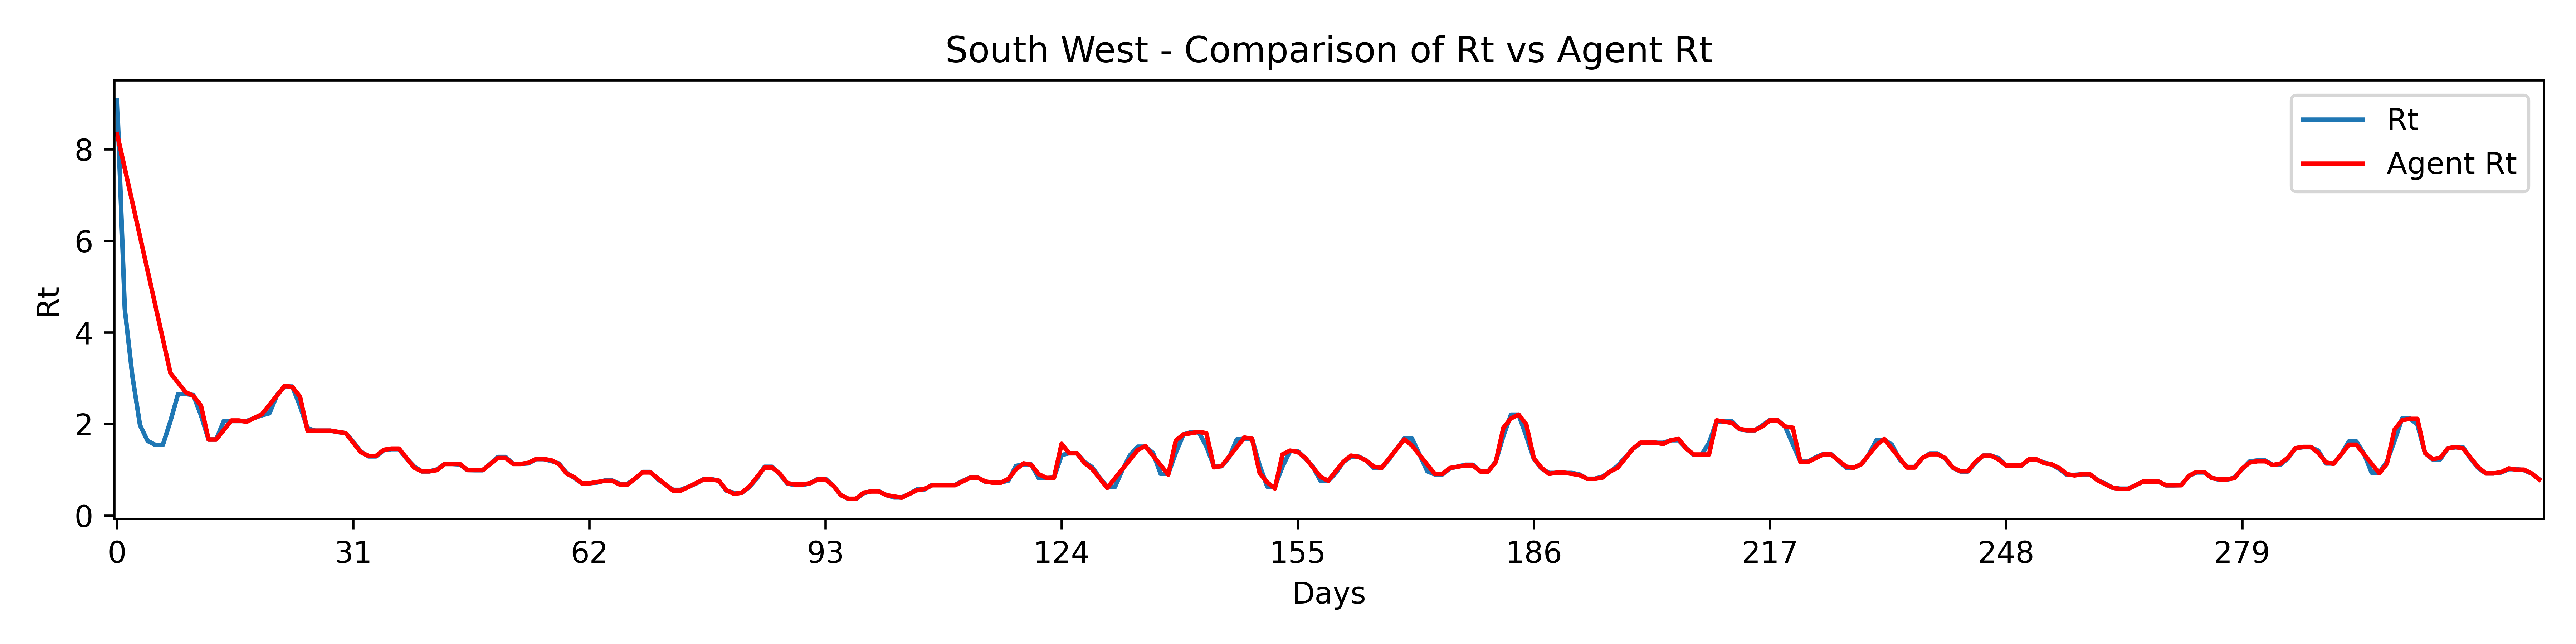 South West - Comparison of Rt vs Agent Rt
Rt
Agent Rt
Rt
8
6
4
2
0
0 31 62 93 124 155 186 217 248 279
Days